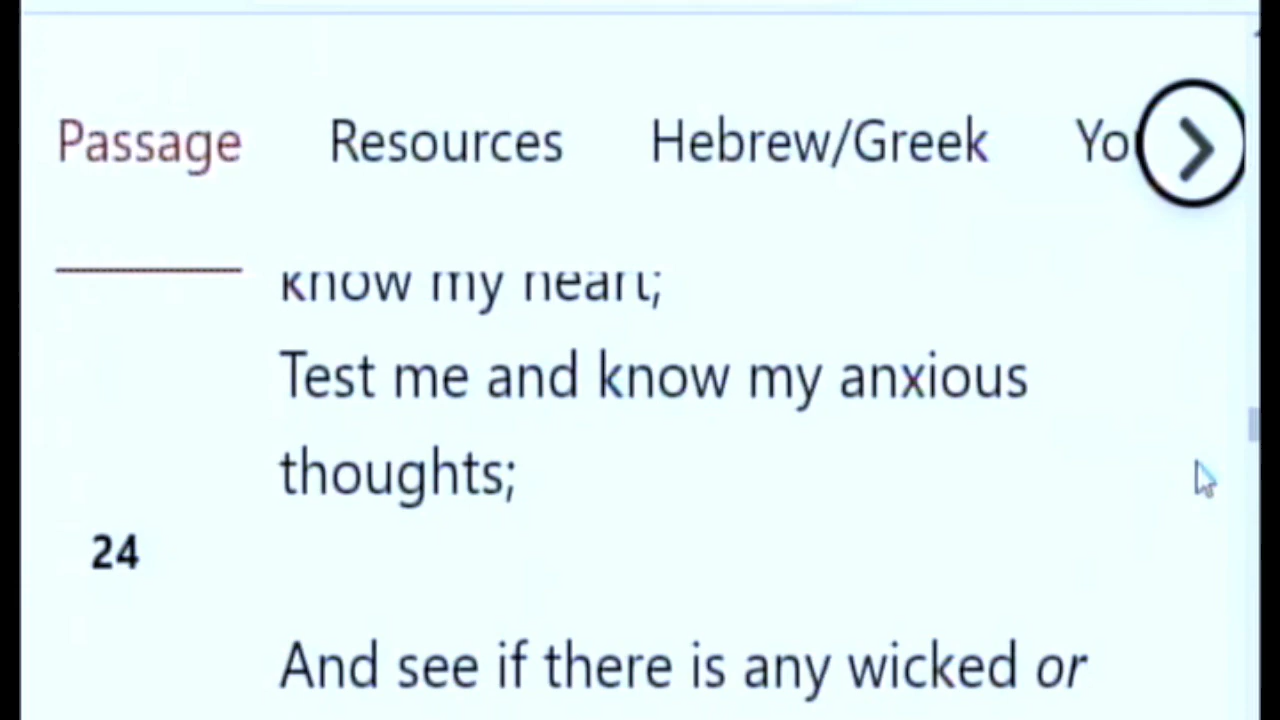 Passage Resources Hebrew/Greek Yo
know my heart;
Test me and know my anxious
thoughts;
24
And see if there is any wicked or